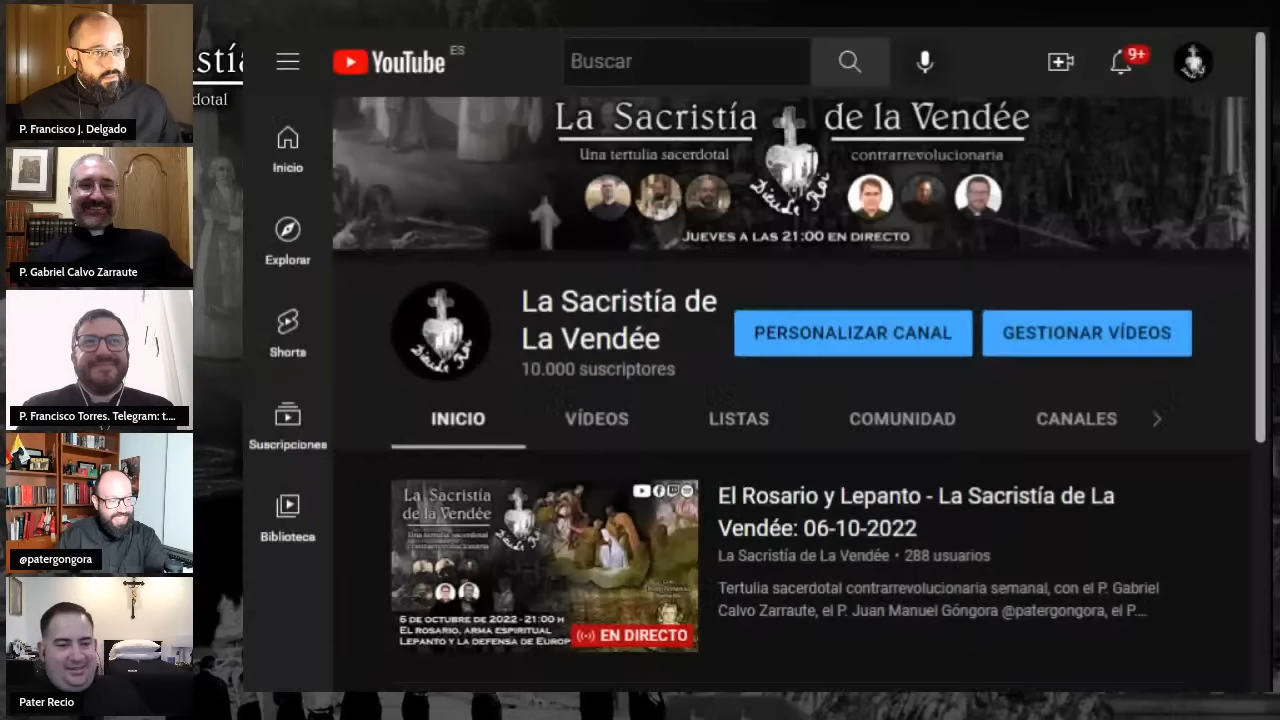 P. Francisco J. Delgado
P. Gabriel Calvo Zarraute
P. Francisco Torres. Telegram: t....
@patergongora
Pater Recio
stía
dotal
YouTube ES
Buscar
9+
Inicio
Explorar
Shorts
Suscripciones
Biblioteca
La Sacristía de la Vendée
Una tertulia sacerdotal contrarrevolucionaria
Dieu le Roi
JUEVES A LAS 21:00 EN DIRECTO
La Sacristía de
La Vendée
10.000 suscriptores
PERSONALIZAR CANAL
GESTIONAR VÍDEOS
INICIO
VÍDEOS
LISTAS
COMUNIDAD
CANALES
La Sacristía
de la Vendée
Una tertulia sacerdotal
contrarrevolucionaria
6 DE OCTUBRE DE 2022 - 21:00 H
EL ROSARIO, ARMA ESPIRITUAL
LEPANTO Y LA DEFENSA DE EUROP
EN DIRECTO
El Rosario y Lepanto - La Sacristía de La
Vendée: 06-10-2022
La Sacristía de La Vendée • 288 usuarios
Tertulia sacerdotal contrarrevolucionaria semanal, con el P. Gabriel
Calvo Zarraute, el P. Juan Manuel Góngora @patergongora, el P....